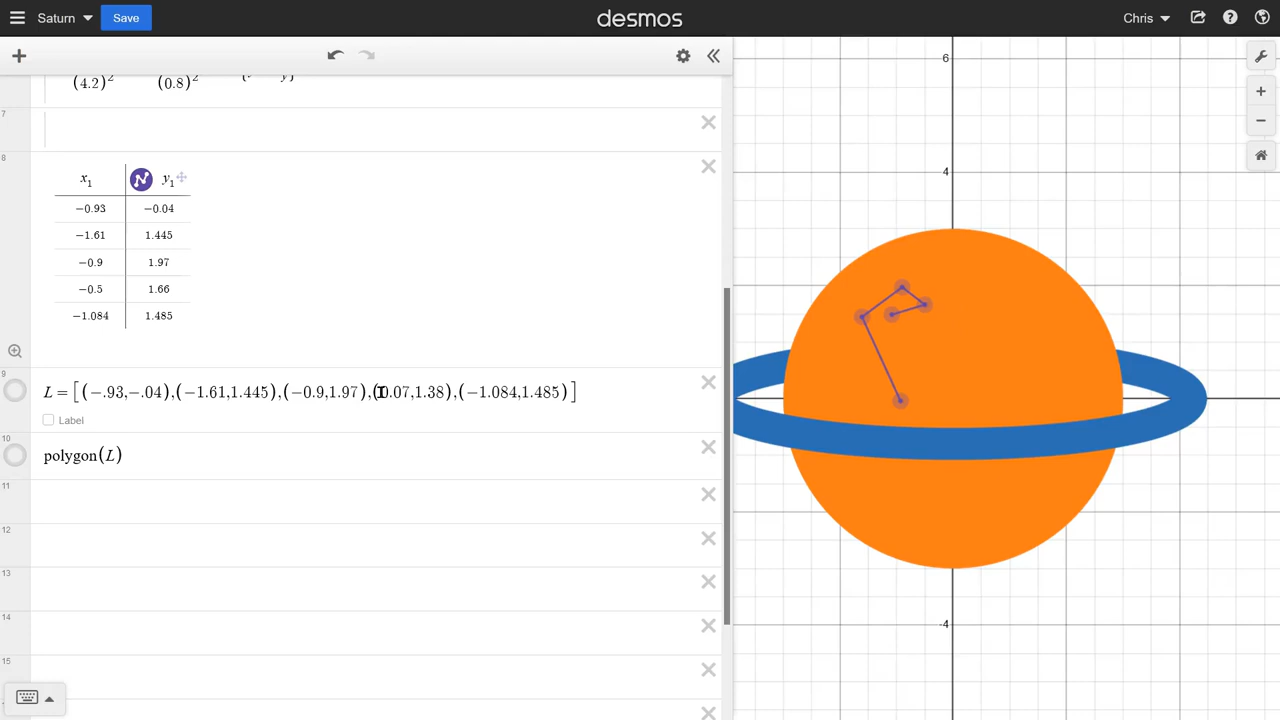 Saturn
Save
desmos
Chris
(4.2)² (0.8)²
7
8
x₁ y₁
−0.93 −0.04
−1.61 1.445
−0.9 1.97
−0.5 1.66
−1.084 1.485
9
L = [(−.93,−.04),(−1.61,1.445),(−0.9,1.97),(0.07,1.38),(−1.084,1.485)]
Label
10
polygon(L)
11
12
13
14
15
6
4
-4